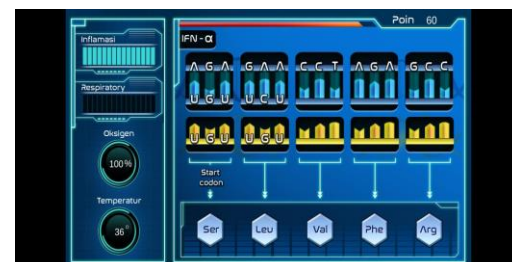 Poin 60
Inflamasi
Respiratory
Oksigen
100%
Temperatur
36°
IFN-α
A G A G A A C C T A G A G C C
U G U U C U
U G U U G U
Start
codon
Ser Leu Val Phe Arg